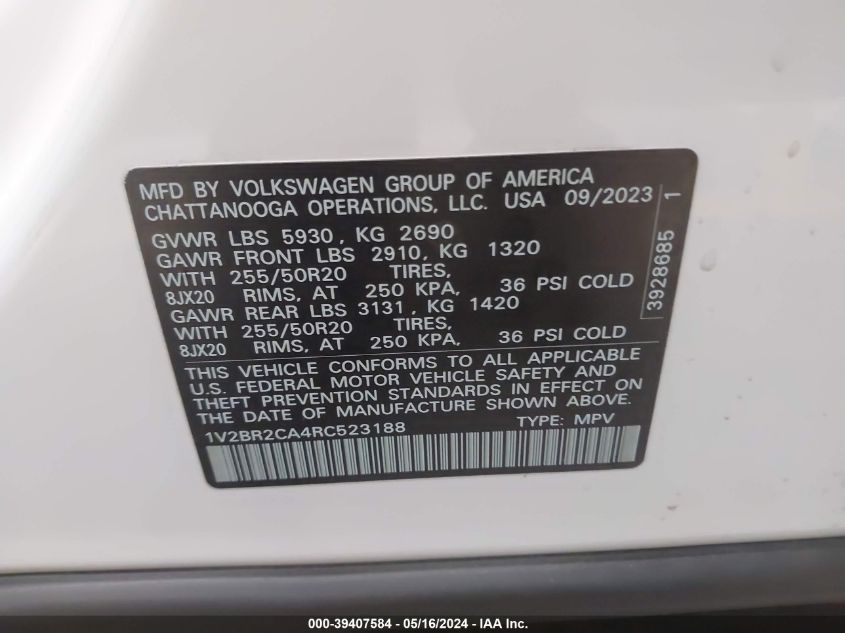 MFD BY VOLKSWAGEN GROUP OF AMERICA
CHATTANOOGA OPERATIONS, LLC. USA 09/2023
GVWR LBS 5930, KG 2690
GAWR FRONT LBS 2910, KG 1320
WITH 255/50R20 TIRES,
8JX20 RIMS, AT 250 KPA, 36 PSI COLD
GAWR REAR LBS 3131, KG 1420
WITH 255/50R20 TIRES,
8JX20 RIMS, AT 250 KPA, 36 PSI COLD
THIS VEHICLE CONFORMS TO ALL APPLICABLE
U.S. FEDERAL MOTOR VEHICLE SAFETY AND
THEFT PREVENTION STANDARDS IN EFFECT ON
THE DATE OF MANUFACTURE SHOWN ABOVE.
1V2BR2CA4RC523188 TYPE: MPV
3928685 1
000-39407584 - 05/16/2024 - IAAI.com